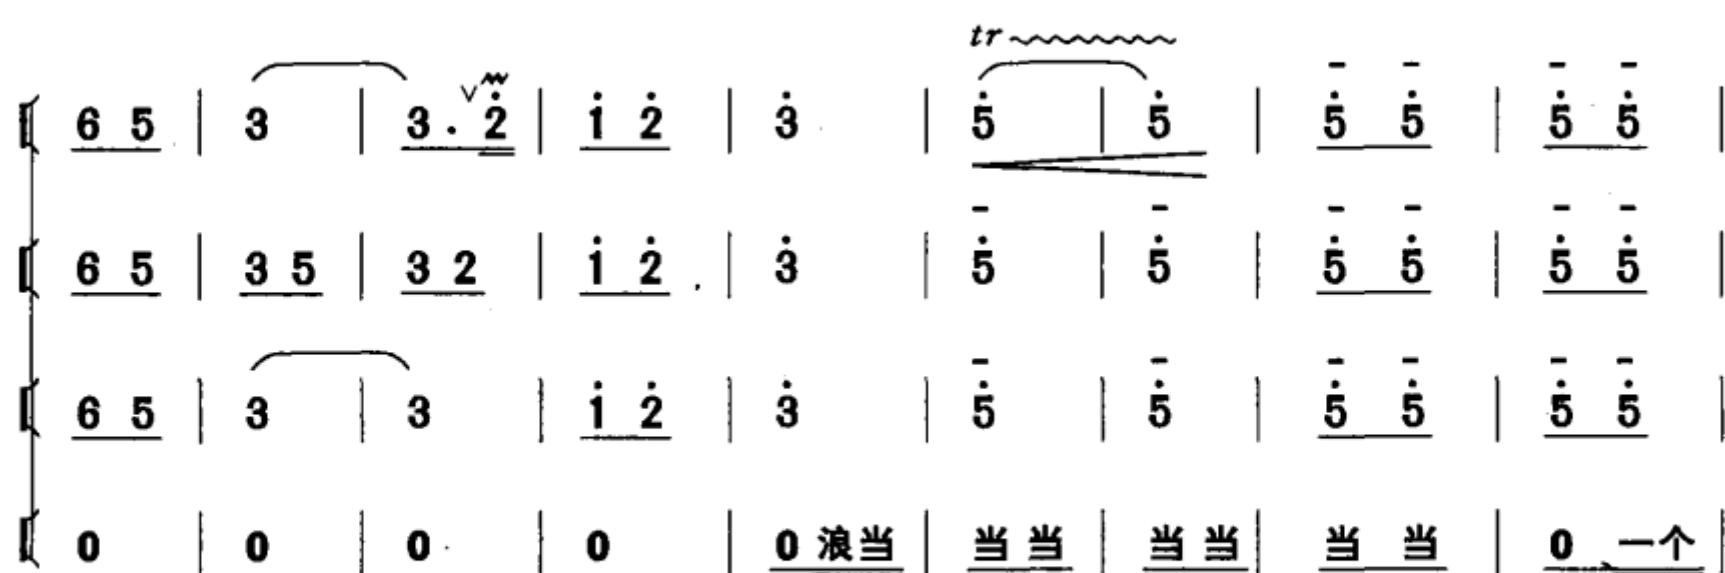 tr
6 5 | 3 | 3 . 2̇ | 1̇ 2̇ | 3̇ | 5̇ | 5̇ | 5̇ 5̇ | 5̇ 5̇ |
6 5 | 3 5 | 3 2 | 1̇ 2̇ | 3̇ | 5̇ | 5̇ | 5̇ 5̇ | 5̇ 5̇ |
6 5 | 3 | 3 | 1̇ 2̇ | 3̇ | 5̇ | 5̇ | 5̇ 5̇ | 5̇ 5̇ |
0 | 0 | 0 | 0 | 0 浪当 | 当 当 | 当 当 | 当 当 | 0 一个 |